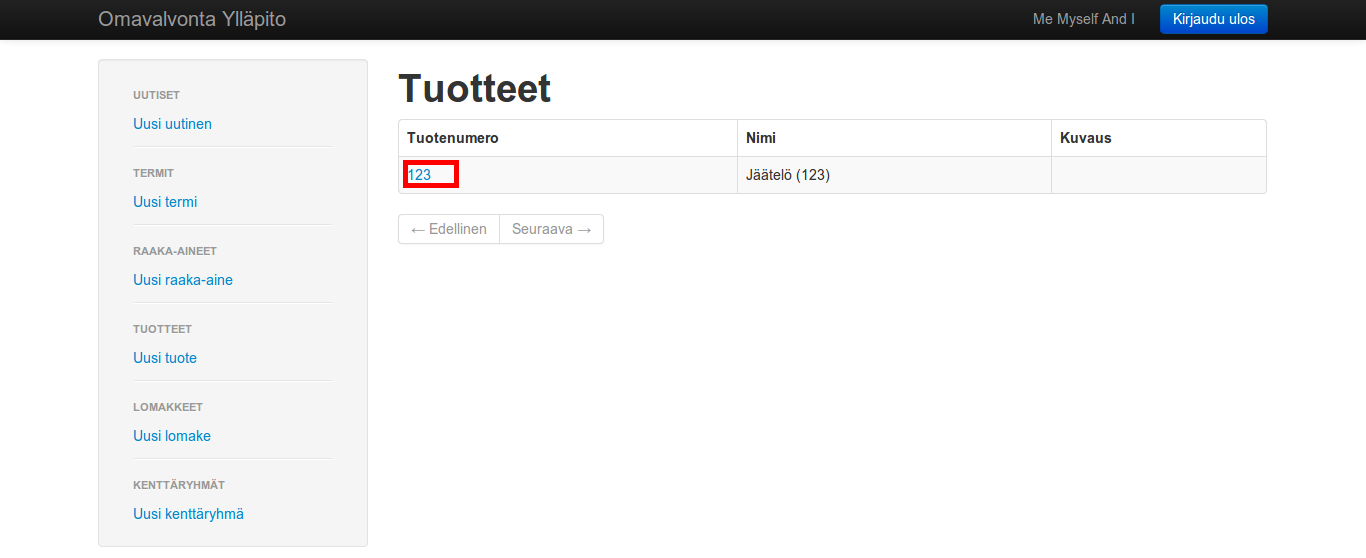 Omavalvonta Ylläpito
Me Myself And I
Kirjaudu ulos
UUTISET
Uusi uutinen
TERMIT
Uusi termi
RAAKA-AINEET
Uusi raaka-aine
TUOTTEET
Uusi tuote
LOMAKKEET
Uusi lomake
KENTTÄRYHMÄT
Uusi kenttäryhmä
Tuotteet
Tuotenumero Nimi Kuvaus
123 Jäätelö (123)
← Edellinen Seuraava →